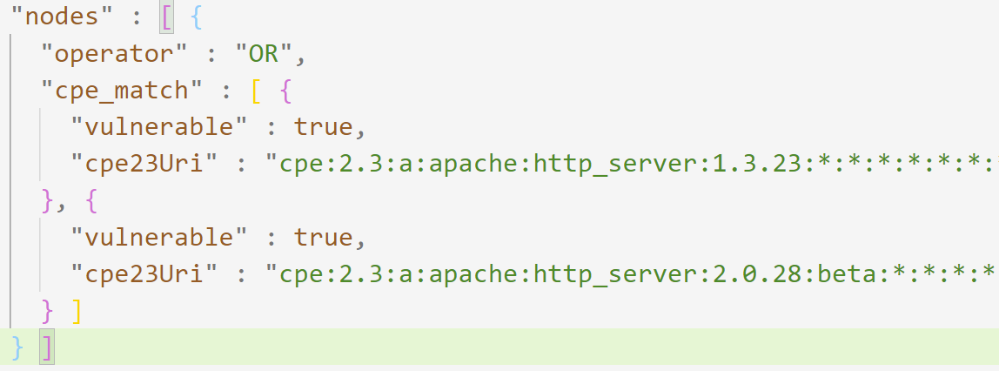 "nodes" : [ {
"operator" : "OR",
"cpe_match" : [ {
"vulnerable" : true,
"cpe23Uri" : "cpe:2.3:a:apache:http_server:1.3.23:*:*:*:*:*:*:
}, {
"vulnerable" : true,
"cpe23Uri" : "cpe:2.3:a:apache:http_server:2.0.28:beta:*:*:*:*
} ]
} ]